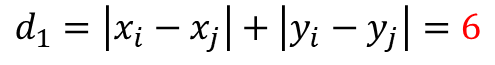 d₁ = |xᵢ − xⱼ| + |yᵢ − yⱼ| = 6